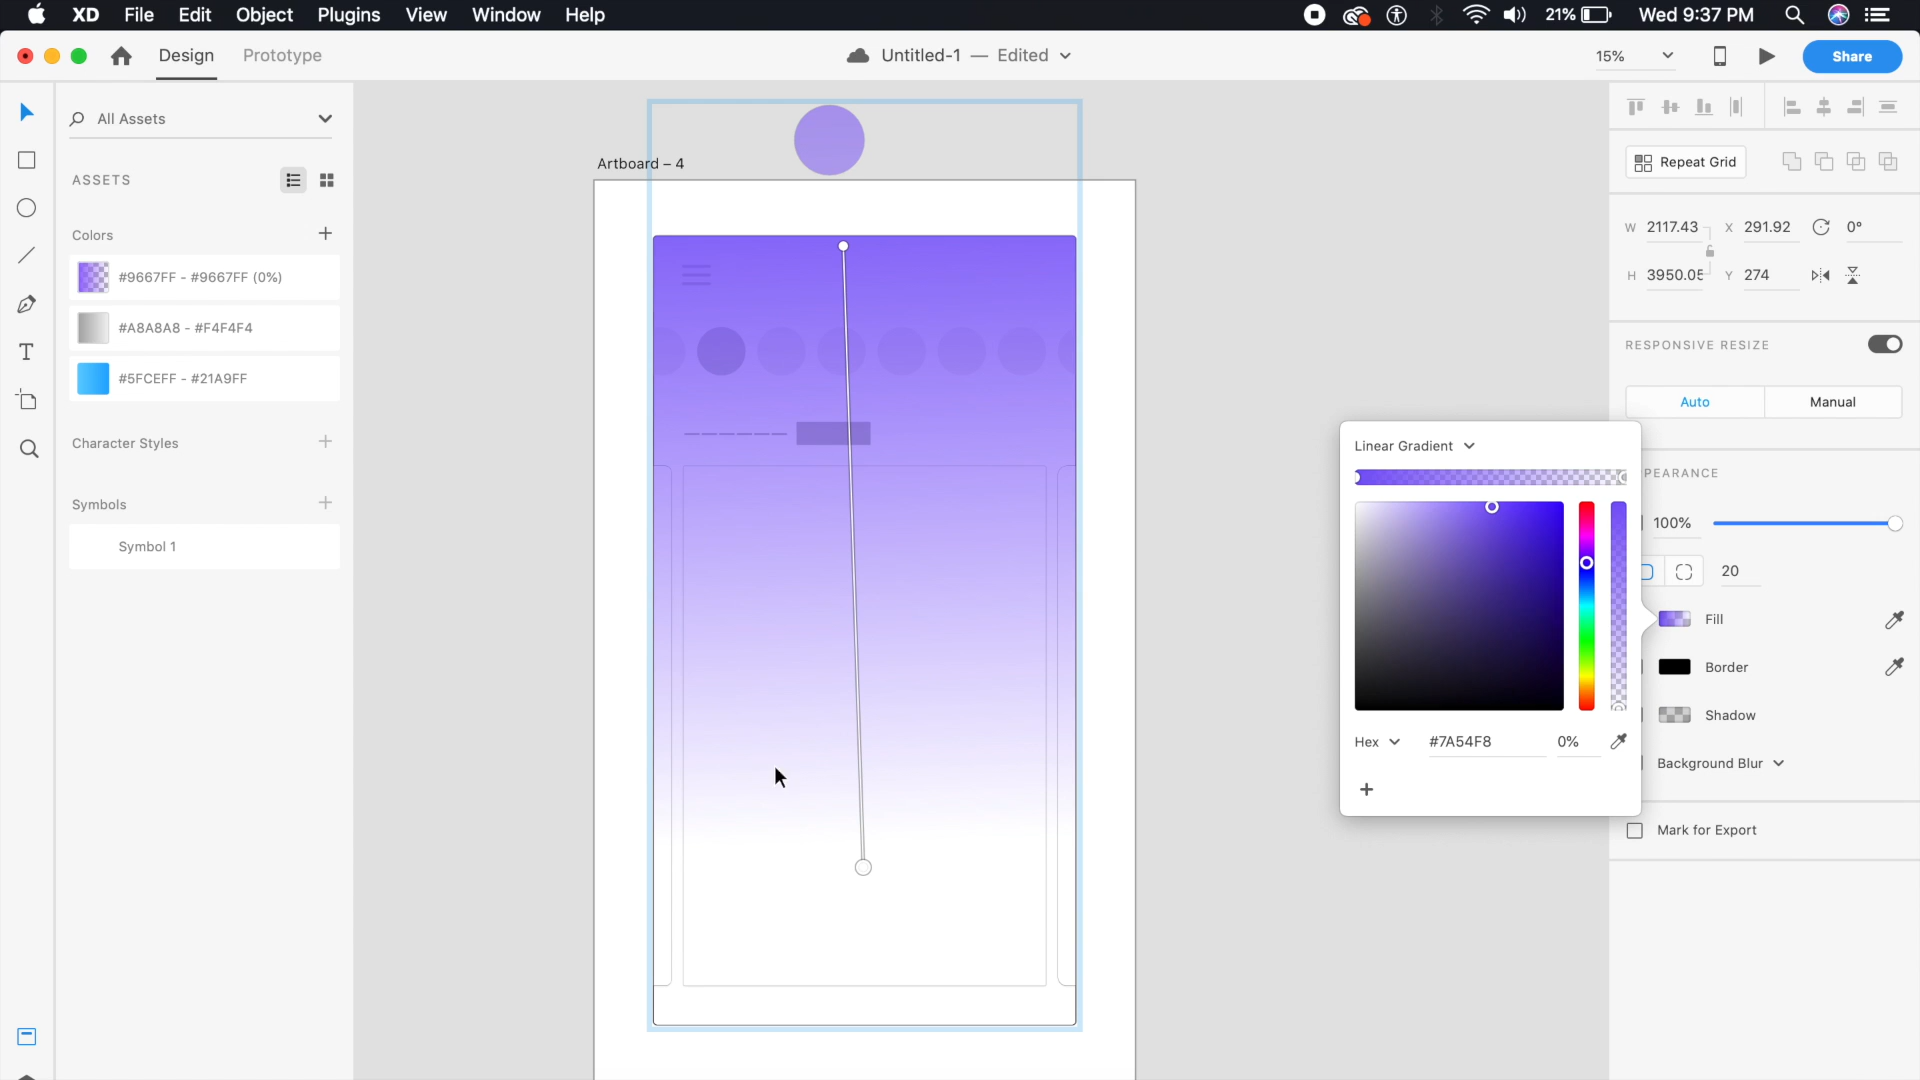 XD File Edit Object Plugins View Window Help 21% Wed 9:37 PM
Design Prototype Untitled-1 — Edited 15% Share
All Assets
ASSETS
Colors
#9667FF - #9667FF (0%)
#A8A8A8 - #F4F4F4
#5FCEFF - #21A9FF
Character Styles
Symbols
Symbol 1
Artboard – 4
Repeat Grid
W 2117.43 X 291.92 0°
H 3950.05 Y 274
RESPONSIVE RESIZE
Auto Manual
PEARANCE
100%
20
Fill
Border
Shadow
Background Blur
Mark for Export
Linear Gradient
Hex #7A54F8 0%